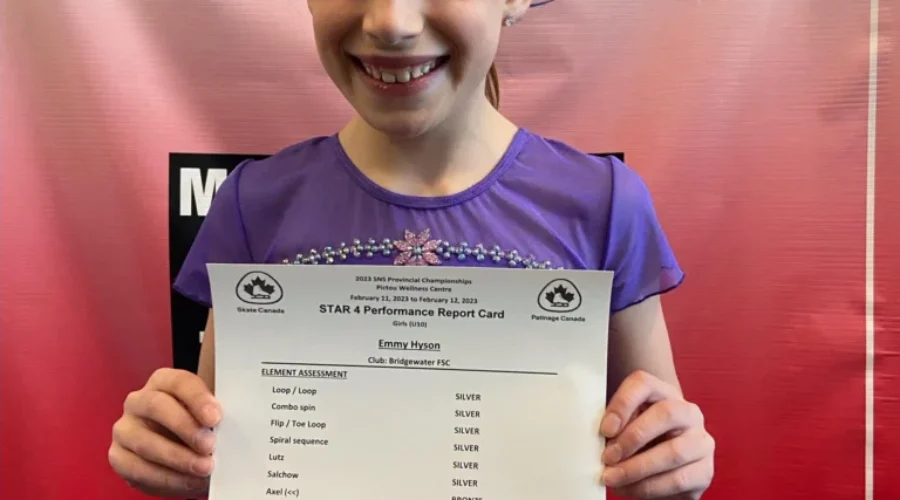 M
2023 SNS Provincial Championships
Pictou Wellness Centre
February 11, 2023 to February 12, 2023
Skate Canada
STAR 4 Performance Report Card
Patinage Canada
Girls (U10)
Emmy Hyson
Club: Bridgewater FSC
ELEMENT ASSESSMENT
Loop / Loop SILVER
Combo spin SILVER
Flip / Toe Loop SILVER
Spiral sequence SILVER
Lutz SILVER
Salchow SILVER
Axel (<<) BRONZE